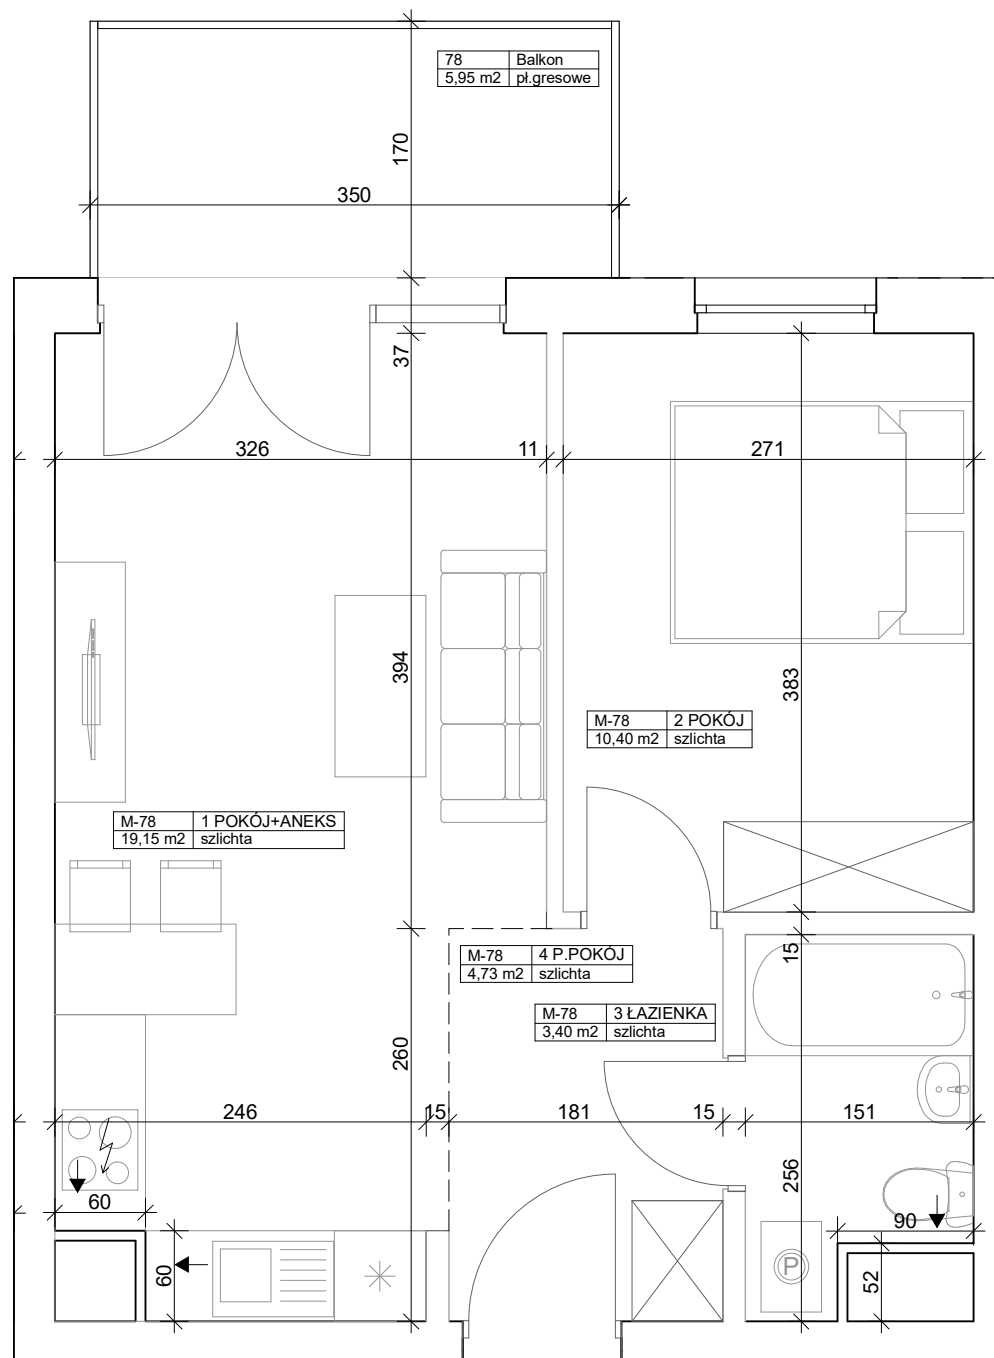 78 Balkon
5,95 m2 pł.gresowe
170
350
37
326
11
271
394
383
M-78 2 POKÓJ
10,40 m2 szlichta
M-78 1 POKÓJ+ANEKS
19,15 m2 szlichta
15
M-78 4 P.POKÓJ
4,73 m2 szlichta
M-78 3 ŁAZIENKA
3,40 m2 szlichta
260
246
15
181
15
151
256
60
90
60
P
52